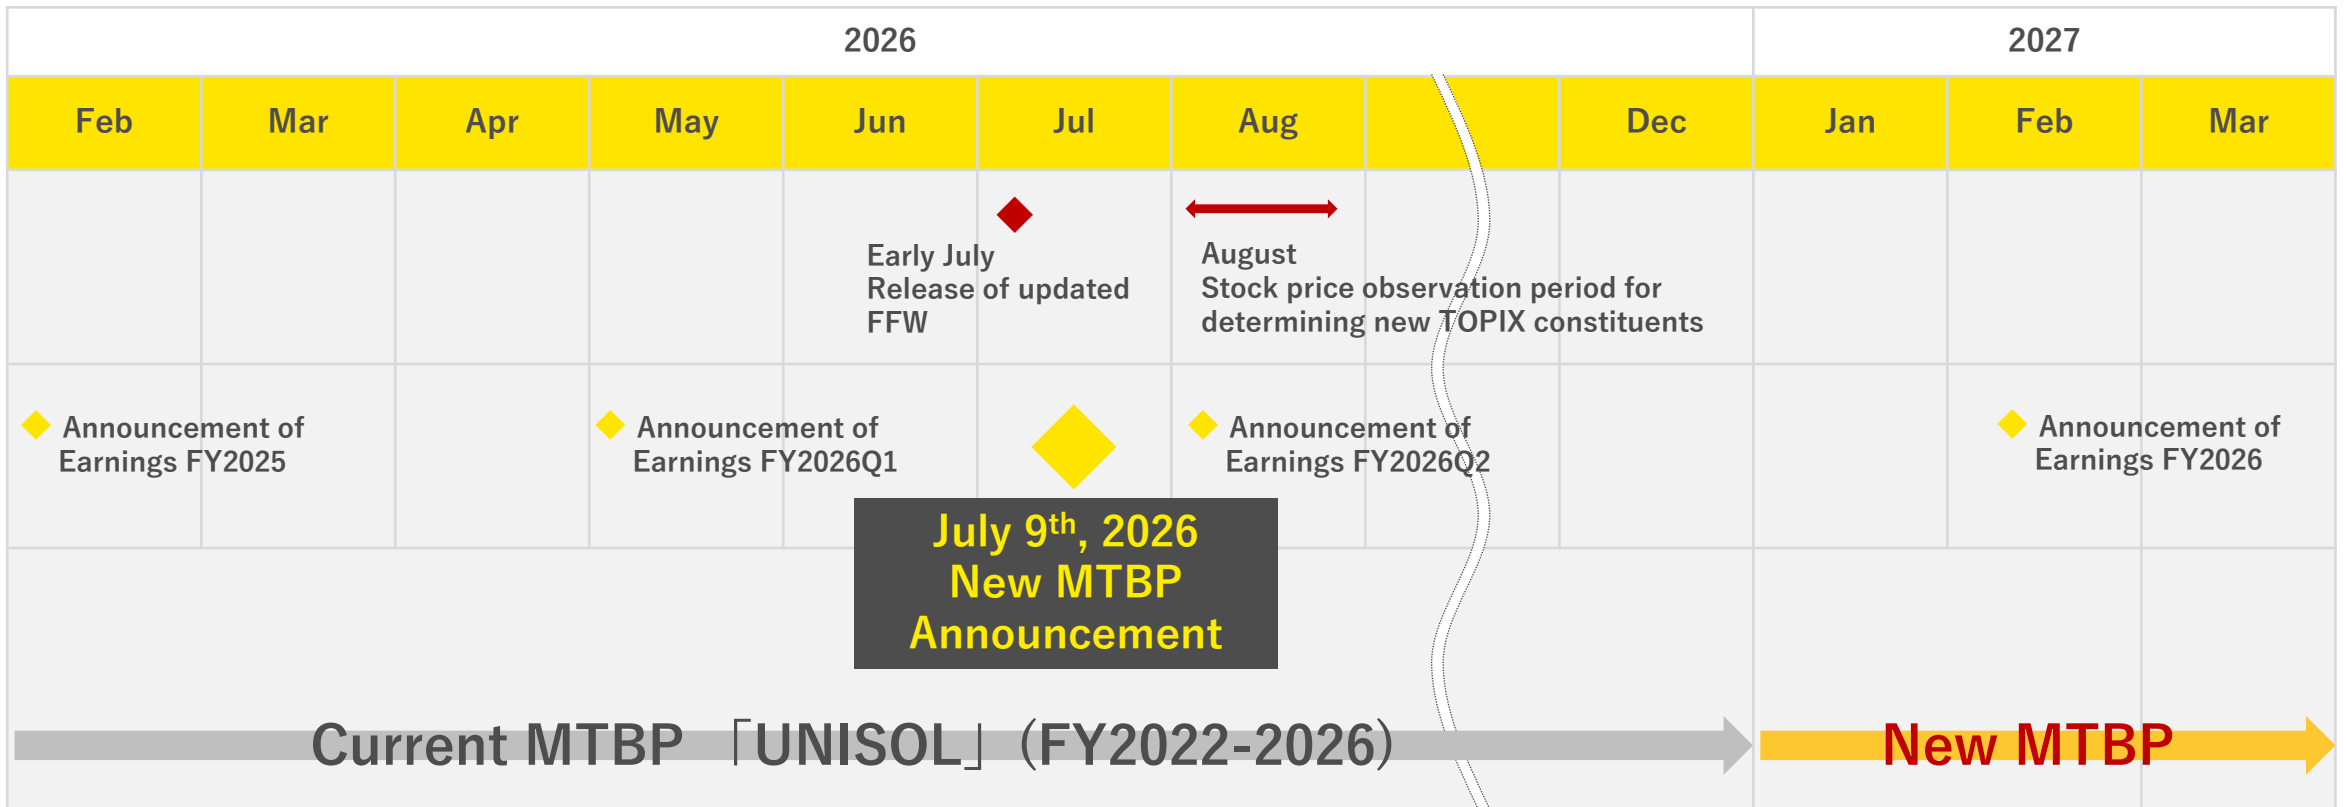 2026
2027
Feb
Mar
Apr
May
Jun
Jul
Aug
Dec
Jan
Feb
Mar
Early July
Release of updated
FFW
August
Stock price observation period for
determining new TOPIX constituents
Announcement of
Earnings FY2025
Announcement of
Earnings FY2026Q1
Announcement of
Earnings FY2026Q2
Announcement of
Earnings FY2026
July 9th, 2026
New MTBP
Announcement
Current MTBP 「UNISOL」(FY2022-2026)
New MTBP